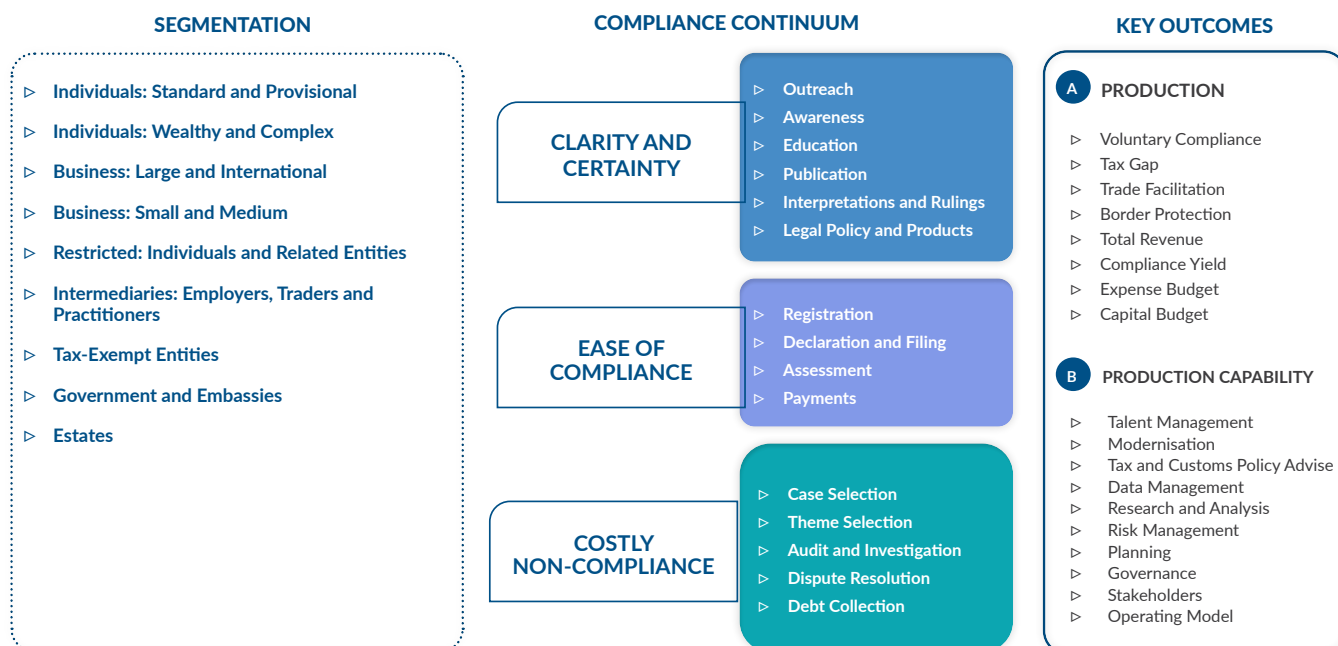 SEGMENTATION
Individuals: Standard and Provisional
Individuals: Wealthy and Complex
Business: Large and International
Business: Small and Medium
Restricted: Individuals and Related Entities
Intermediaries: Employers, Traders and
Practitioners
Tax-Exempt Entities
Government and Embassies
Estates
COMPLIANCE CONTINUUM
CLARITY AND
CERTAINTY
Outreach
Awareness
Education
Publication
Interpretations and Rulings
Legal Policy and Products
EASE OF
COMPLIANCE
Registration
Declaration and Filing
Assessment
Payments
COSTLY
NON-COMPLIANCE
Case Selection
Theme Selection
Audit and Investigation
Dispute Resolution
Debt Collection
KEY OUTCOMES
A PRODUCTION
Voluntary Compliance
Tax Gap
Trade Facilitation
Border Protection
Total Revenue
Compliance Yield
Expense Budget
Capital Budget
B PRODUCTION CAPABILITY
Talent Management
Modernisation
Tax and Customs Policy Advise
Data Management
Research and Analysis
Risk Management
Planning
Governance
Stakeholders
Operating Model